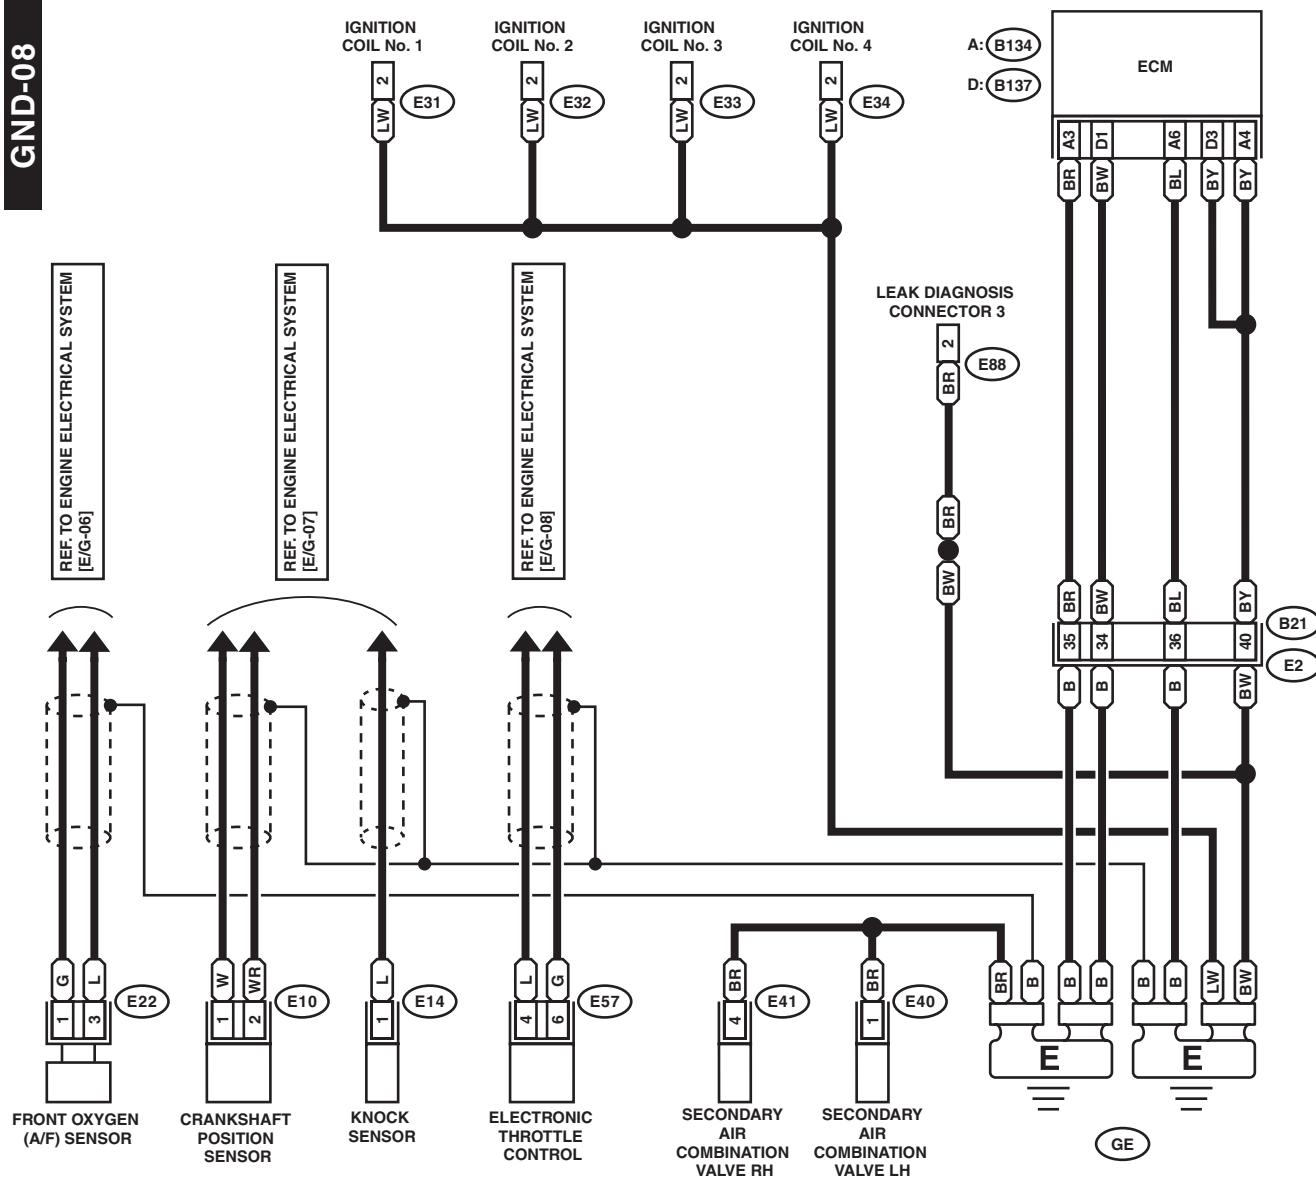 GND-08
IGNITION
COIL No. 1
IGNITION
COIL No. 2
IGNITION
COIL No. 3
IGNITION
COIL No. 4
2
LW
E31
2
LW
E32
2
LW
E33
2
LW
E34
A: B134
D: B137
ECM
A3
D1
A6
D3
A4
BR
BW
BL
BY
BY
REF. TO ENGINE ELECTRICAL SYSTEM
[E/G-06]
REF. TO ENGINE ELECTRICAL SYSTEM
[E/G-07]
REF. TO ENGINE ELECTRICAL SYSTEM
[E/G-08]
LEAK DIAGNOSIS
CONNECTOR 3
2
BR
E88
BR
BW
BR
BW
BL
BY
35
34
36
40
B21
E2
B
B
B
BW
G
L
1
3
E22
W
WR
1
2
E10
L
1
E14
L
G
4
6
E57
BR
4
E41
BR
1
E40
BR
B
B
B
B
B
LW
BW
E
E
FRONT OXYGEN
(A/F) SENSOR
CRANKSHAFT
POSITION
SENSOR
KNOCK
SENSOR
ELECTRONIC
THROTTLE
CONTROL
SECONDARY
AIR
COMBINATION
VALVE RH
SECONDARY
AIR
COMBINATION
VALVE LH
GE